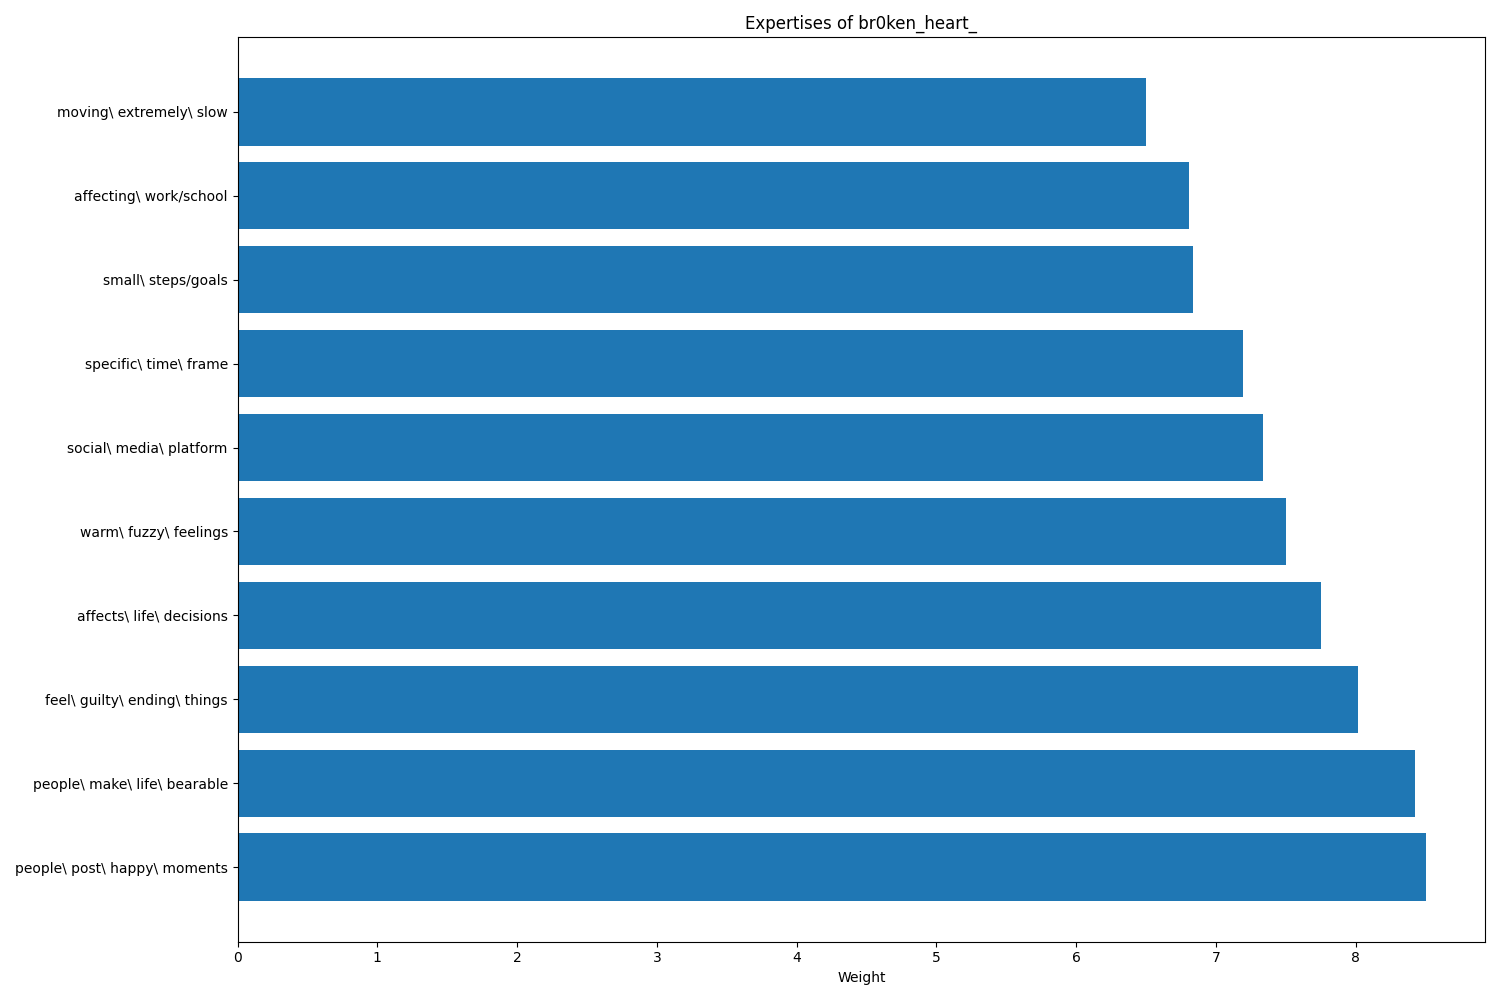 Expertises of br0ken_heart_
moving\ extremely\ slow
affecting\ work/school
small\ steps/goals
specific\ time\ frame
social\ media\ platform
warm\ fuzzy\ feelings
affects\ life\ decisions
feel\ guilty\ ending\ things
people\ make\ life\ bearable
people\ post\ happy\ moments
0 1 2 3 4 5 6 7 8
Weight